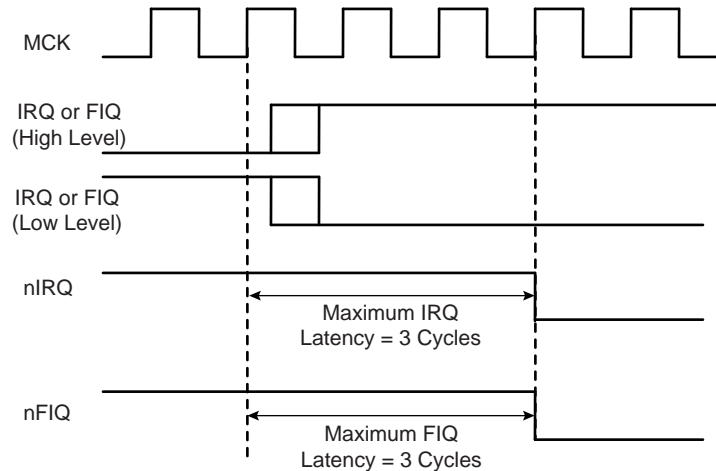 MCK
IRQ or FIQ
(High Level)
IRQ or FIQ
(Low Level)
nIRQ
Maximum IRQ
Latency = 3 Cycles
nFIQ
Maximum FIQ
Latency = 3 Cycles